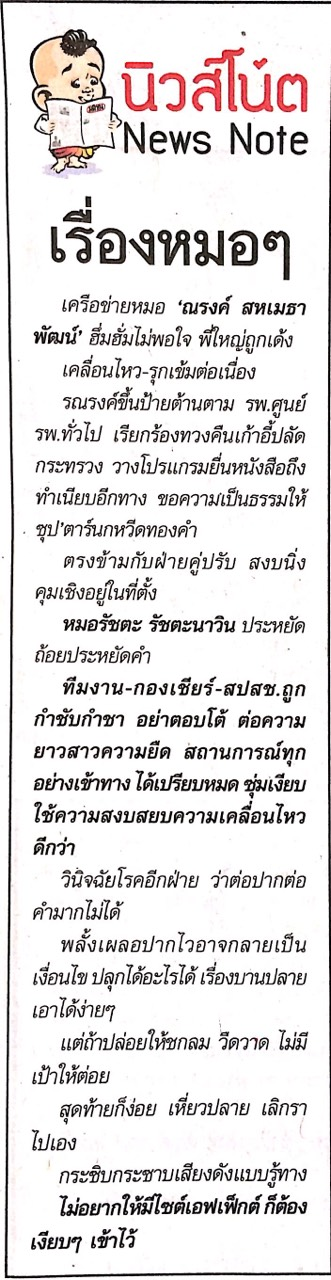 นิวส์โน้ต
News Note
เรื่องหมอๆ
เครือข่ายหมอ ‘ณรงค์ สหเมธา
พัฒน์’ ฮึ่มฮั่มไม่พอใจ พี่ใหญ่ถูกเด้ง
เคลื่อนไหว-รุกเข้มต่อเนื่อง
รณรงค์ขึ้นป้ายต้านตาม รพ.ศูนย์
รพ.ทั่วไป เรียกร้องทวงคืนเก้าอี้ปลัด
กระทรวง วางโปรแกรมยื่นหนังสือถึง
ทำเนียบอีกทาง ขอความเป็นธรรมให้
ซุป’ตาร์นกหวีดทองคำ
ตรงข้ามกับฝ่ายคู่ปรับ สงบนิ่ง
คุมเชิงอยู่ในที่ตั้ง
หมอรัชตะ รัชตะนาวิน ประหยัด
ถ้อยประหยัดคำ
ทีมงาน-กองเชียร์-สปสช.ถูก
กำชับกำชา อย่าตอบโต้ ต่อความ
ยาวสาวความยืด สถานการณ์ทุก
อย่างเข้าทาง ได้เปรียบหมด ซุ่มเงียบ
ใช้ความสงบสยบความเคลื่อนไหว
ดีกว่า
วินิจฉัยโรคอีกฝ่าย ว่าต่อปากต่อ
คำมากไม่ได้
พลั้งเผลอปากไวอาจกลายเป็น
เงื่อนไข ปลุกได้อะไรได้ เรื่องบานปลาย
เอาได้ง่ายๆ
แต่ถ้าปล่อยให้ชกลม วืดวาด ไม่มี
เป้าให้ต่อย
สุดท้ายก็ง่อย เหี่ยวปลาย เลิกรา
ไปเอง
กระซิบกระซาบเสียงดังแบบรู้ทาง
ไม่อยากให้มีไซต์เอฟเฟ็กต์ ก็ต้อง
เงียบๆ เข้าไว้